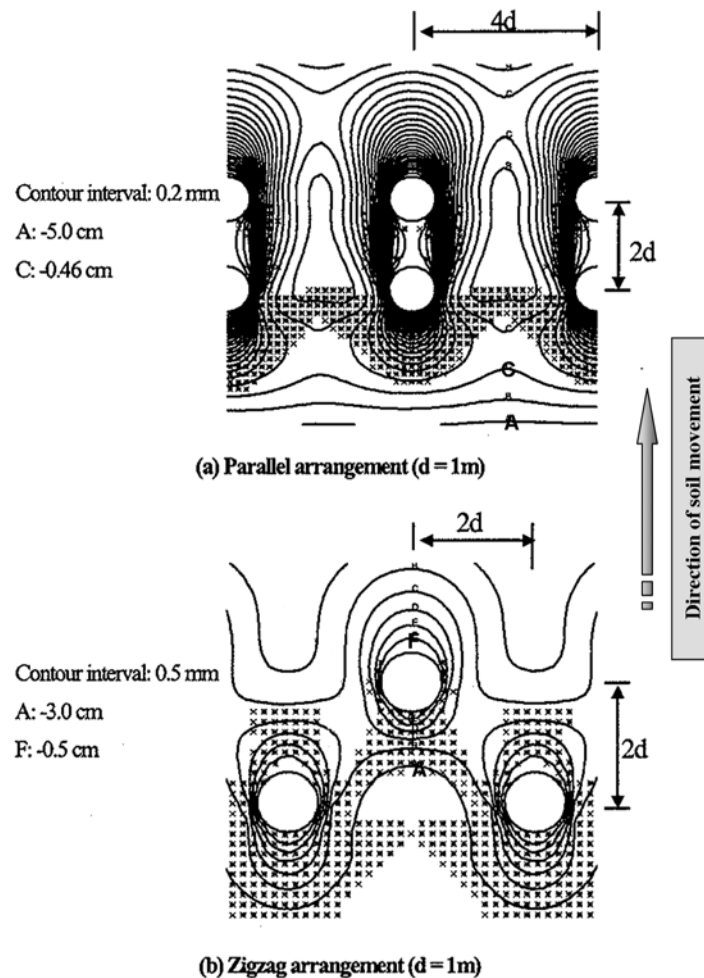 4d
Contour interval: 0.2 mm
A: -5.0 cm
C: -0.46 cm
2d
C
A
(a) Parallel arrangement (d = 1m)
Direction of soil movement
2d
Contour interval: 0.5 mm
A: -3.0 cm
F: -0.5 cm
C
D
F
2d
A
(b) Zigzag arrangement (d = 1m)